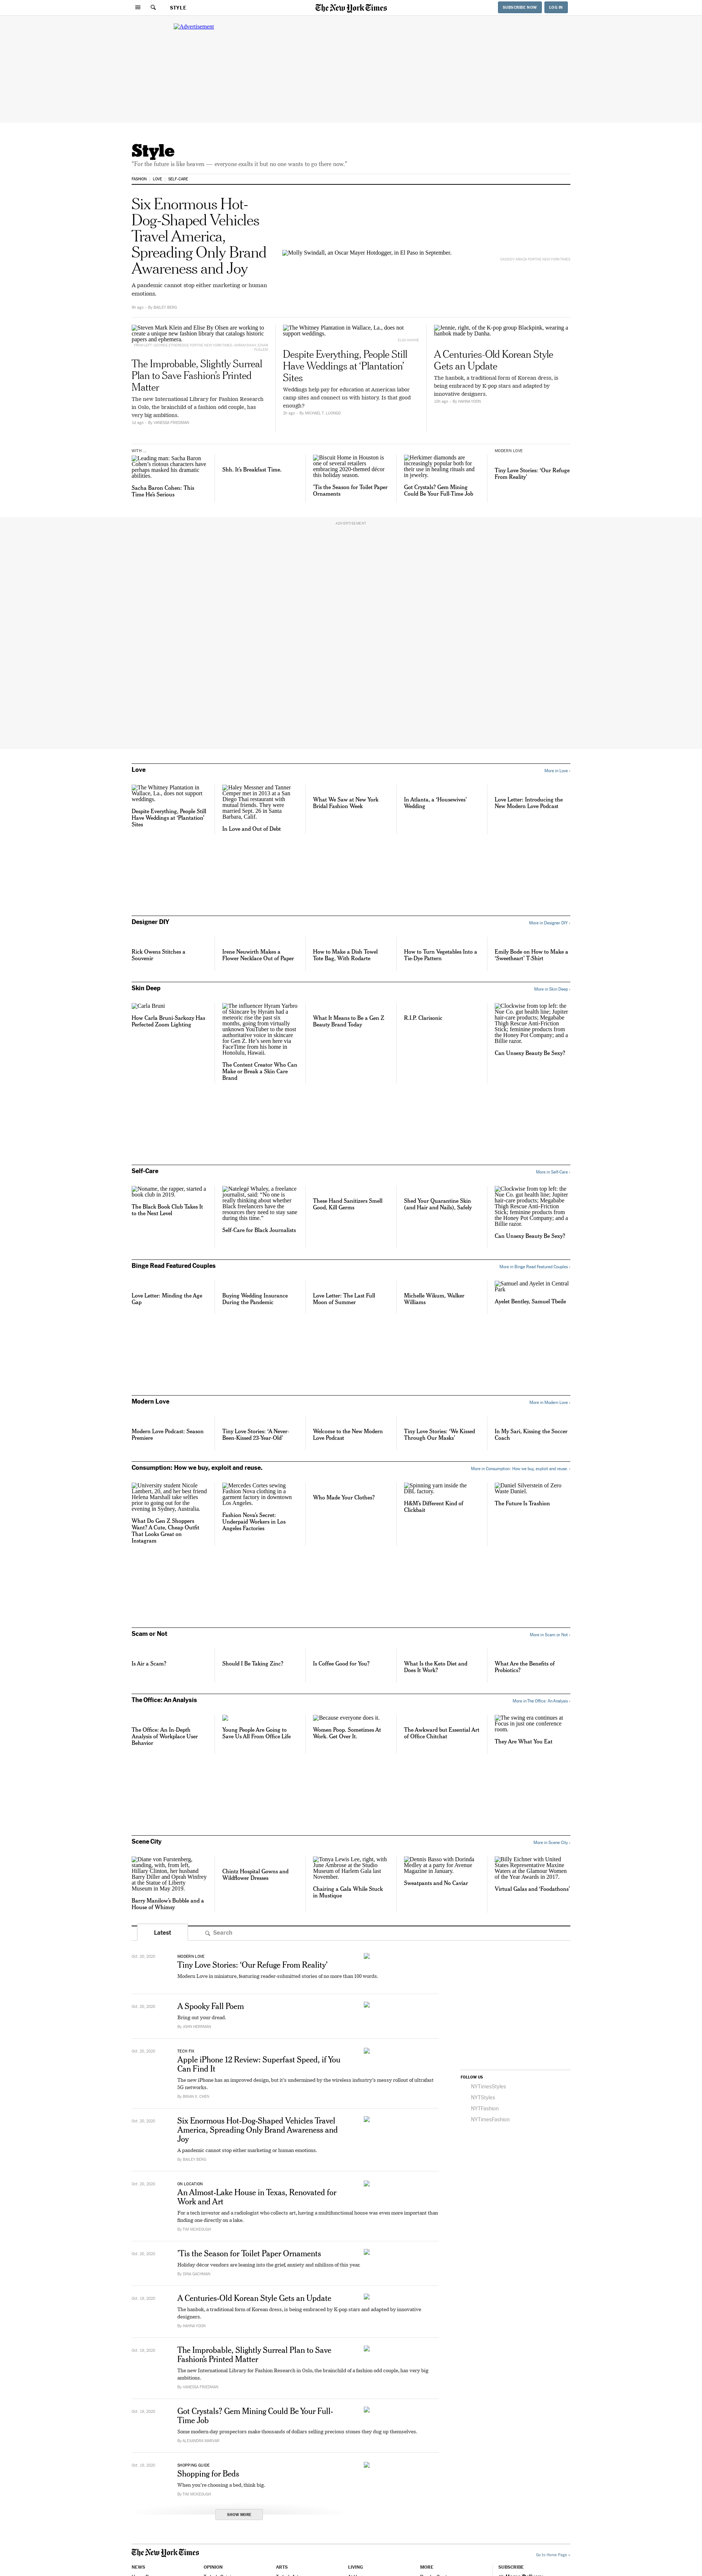 STYLE
The New York Times
SUBSCRIBE NOW
LOG IN
Advertisement
Style
"For the future is like heaven — everyone exalts it but no one wants to go there now."
FASHION
LOVE
SELF-CARE
Six Enormous Hot-
Dog-Shaped Vehicles
Travel America,
Spreading Only Brand
Awareness and Joy
A pandemic cannot stop either marketing or human
emotions.
By BAILEY BERG
Molly Swindall, an Oscar Mayer Hotdogger, in El Paso in September.
Steven Mark Klein and Elise By Olsen are working to
create a unique new fashion library that catalogs historic
papers and ephemera.
The Improbable, Slightly Surreal
Plan to Save Fashion's Printed
Matter
The new International Library for Fashion Research
in Oslo, the brainchild of a fashion odd couple, has
very big ambitions.
1d ago · By VANESSA FRIEDMAN
The Whitney Plantation in Wallace, La., does not
support weddings.
Despite Everything, People Still
Have Weddings at 'Plantation'
Sites
Weddings help pay for education at American labor
camp sites and connect us with history. Is that good
enough?
By MICHAEL T. LUONGO
Jennie, right, of the K-pop group Blackpink, wearing a
hanbok made by Danha.
A Centuries-Old Korean Style
Gets an Update
The hanbok, a traditional form of Korean dress, is
being embraced by K-pop stars and adapted by
innovative designers.
By HAHNA YOON
WITH ...
Leading man: Sacha Baron
Cohen's riotous characters have
perhaps masked his dramatic
abilities.
Sacha Baron Cohen: This
Time He's Serious
Shh. It's Breakfast Time.
Biscuit Home in Houston is
one of several retailers
embracing 2020-themed décor
this holiday season.
'Tis the Season for Toilet Paper
Ornaments
Herkimer diamonds are
increasingly popular both for
their use in healing rituals and
in jewelry.
Got Crystals? Gem Mining
Could Be Your Full-Time Job
MODERN LOVE
Tiny Love Stories: 'Our Refuge
From Reality'
ADVERTISEMENT
Love
More in Love ›
The Whitney Plantation in
Wallace, La., does not support
weddings.
Despite Everything, People Still
Have Weddings at 'Plantation'
Sites
Haley Messner and Tanner
Cemper met in 2013 at a San
Diego Thai restaurant with
mutual friends. They were
married Sept. 26 in Santa
Barbara, Calif.
In Love and Out of Debt
What We Saw at New York
Bridal Fashion Week
In Atlanta, a 'Housewives'
Wedding
Love Letter: Introducing the
New Modern Love Podcast
Designer DIY
More in Designer DIY ›
Rick Owens Stitches a
Souvenir
Irene Neuwirth Makes a
Flower Necklace Out of Paper
How to Make a Dish Towel
Tote Bag, With Rodarte
How to Turn Vegetables Into a
Tie-Dye Pattern
Emily Bode on How to Make a
'Sweetheart' T-Shirt
Skin Deep
More in Skin Deep ›
Carla Bruni
How Carla Bruni-Sarkozy Has
Perfected Zoom Lighting
The influencer Hyram Yarbro
of Skincare by Hyram had a
meteoric rise the past six
months, going from virtually
unknown YouTuber to the most
authoritative voice in skincare
for Gen Z. He's seen here via
FaceTime from his home in
Honolulu, Hawaii.
The Content Creator Who Can
Make or Break a Skin Care
Brand
What It Means to Be a Gen Z
Beauty Brand Today
R.I.P. Clarisonic
Clockwise from top left: the
Nue Co. gut health line; Jupiter
hair-care products; Megababe
Thigh Rescue Anti-Friction
Stick; feminine products from
the Honey Pot Company; and a
Billie razor.
Can Unsexy Beauty Be Sexy?
Self-Care
More in Self-Care ›
Noname, the rapper, started a
book club in 2019.
The Black Book Club Takes It
to the Next Level
Natelegé Whaley, a freelance
journalist, said: "No one is
really thinking about whether
Black freelancers have the
resources they need to stay sane
during this time."
Self-Care for Black Journalists
These Hand Sanitizers Smell
Good, Kill Germs
Shed Your Quarantine Skin
(and Hair and Nails), Safely
Clockwise from top left: the
Nue Co. gut health line; Jupiter
hair-care products; Megababe
Thigh Rescue Anti-Friction
Stick; feminine products from
the Honey Pot Company; and a
Billie razor.
Can Unsexy Beauty Be Sexy?
Binge Read Featured Couples
More in Binge Read Featured Couples ›
Love Letter: Minding the Age
Gap
Buying Wedding Insurance
During the Pandemic
Love Letter: The Last Full
Moon of Summer
Michelle Wikum, Walker
Williams
Samuel and Ayelet in Central
Park
Ayelet Bentley, Samuel Theile
Modern Love
More in Modern Love ›
Modern Love Podcast: Season
Premiere
Tiny Love Stories: 'A Never-
Been-Kissed 23-Year-Old'
Welcome to the New Modern
Love Podcast
Tiny Love Stories: 'We Kissed
Through Our Masks'
In My Sari, Kissing the Soccer
Coach
Consumption: How we buy, exploit and reuse.
More in Consumption: How we buy, exploit and reuse. ›
University student Nicole
Lambert, 20, and her best friend
Helena Marshall take selfies
prior to going out for the
evening in Sydney, Australia.
What Do Gen Z Shoppers
Want? A Cute, Cheap Outfit
That Looks Great on
Instagram
Mercedes Cortes sewing
Fashion Nova clothing in a
garment factory in downtown
Los Angeles.
Fashion Nova's Secret:
Underpaid Workers in Los
Angeles Factories
Who Made Your Clothes?
Spinning yarn inside the
DBL factory.
H&M's Different Kind of
Clickbait
Daniel Silverstein of Zero
Waste Daniel.
The Future Is Trashion
Scam or Not
More in Scam or Not ›
Is Air a Scam?
Should I Be Taking Zinc?
Is Coffee Good for You?
What Is the Keto Diet and
Does It Work?
What Are the Benefits of
Probiotics?
The Office: An Analysis
More in The Office: An Analysis ›
The Office: An In-Depth
Analysis of Workplace User
Behavior
Young People Are Going to
Save Us All From Office Life
Because everyone does it.
Women Poop. Sometimes At
Work. Get Over It.
The Awkward but Essential Art
of Office Chitchat
The swing era continues at
Focus in just one conference
room.
They Are What You Eat
Scene City
More in Scene City ›
Diane von Furstenberg,
standing, with, from left,
Hillary Clinton, her husband
Barry Diller and Oprah Winfrey
at the Statue of Liberty
Museum in May 2019.
Barry Manilow's Bubble and a
House of Whimsy
Chintz Hospital Gowns and
Wildflower Dresses
Tonya Lewis Lee, right, with
June Ambrose at the Studio
Museum of Harlem Gala last
November.
Chairing a Gala While Stuck
in Mustique
Dennis Basso with Dorinda
Medley at a party for Avenue
Magazine in January.
Sweatpants and No Caviar
Billy Eichner with United
States Representative Maxine
Waters at the Glamour Women
of the Year Awards in 2017.
Virtual Galas and 'Foodathons'
Latest
Search
Oct. 20, 2020
MODERN LOVE
Tiny Love Stories: 'Our Refuge From Reality'
Modern Love in miniature, featuring reader-submitted stories of no more than 100 words.
Oct. 20, 2020
A Spooky Fall Poem
Bring out your dread.
By JOHN HERRMAN
Oct. 20, 2020
TECH FIX
Apple iPhone 12 Review: Superfast Speed, if You
Can Find It
The new iPhone has an improved design, but it's undermined by the wireless industry's messy rollout of ultrafast
5G networks.
By BRIAN X. CHEN
Oct. 20, 2020
Six Enormous Hot-Dog-Shaped Vehicles Travel
America, Spreading Only Brand Awareness and
Joy
A pandemic cannot stop either marketing or human emotions.
By BAILEY BERG
Oct. 20, 2020
ON LOCATION
An Almost-Lake House in Texas, Renovated for
Work and Art
For a tech investor and a radiologist who collects art, having a multifunctional house was even more important than
finding one directly on a lake.
By TIM MCKEOUGH
Oct. 20, 2020
'Tis the Season for Toilet Paper Ornaments
Holiday décor vendors are leaning into the grief, anxiety and nihilism of this year.
By DINA GACHMAN
Oct. 19, 2020
A Centuries-Old Korean Style Gets an Update
The hanbok, a traditional form of Korean dress, is being embraced by K-pop stars and adapted by innovative
designers.
By HAHNA YOON
Oct. 19, 2020
The Improbable, Slightly Surreal Plan to Save
Fashion's Printed Matter
The new International Library for Fashion Research in Oslo, the brainchild of a fashion odd couple, has very big
ambitions.
By VANESSA FRIEDMAN
Oct. 19, 2020
Got Crystals? Gem Mining Could Be Your Full-
Time Job
Some modern-day prospectors make thousands of dollars selling precious stones they dug up themselves.
By ALEXANDRA MARVAR
Oct. 19, 2020
SHOPPING GUIDE
Shopping for Beds
When you're choosing a bed, think big.
By TIM MCKEOUGH
SHOW MORE
FOLLOW US
NYTimesStyles
NYTStyles
NYTFashion
NYTimesFashion
The New York Times
Go to Home Page »
NEWS
OPINION
ARTS
LIVING
MORE
SUBSCRIBE